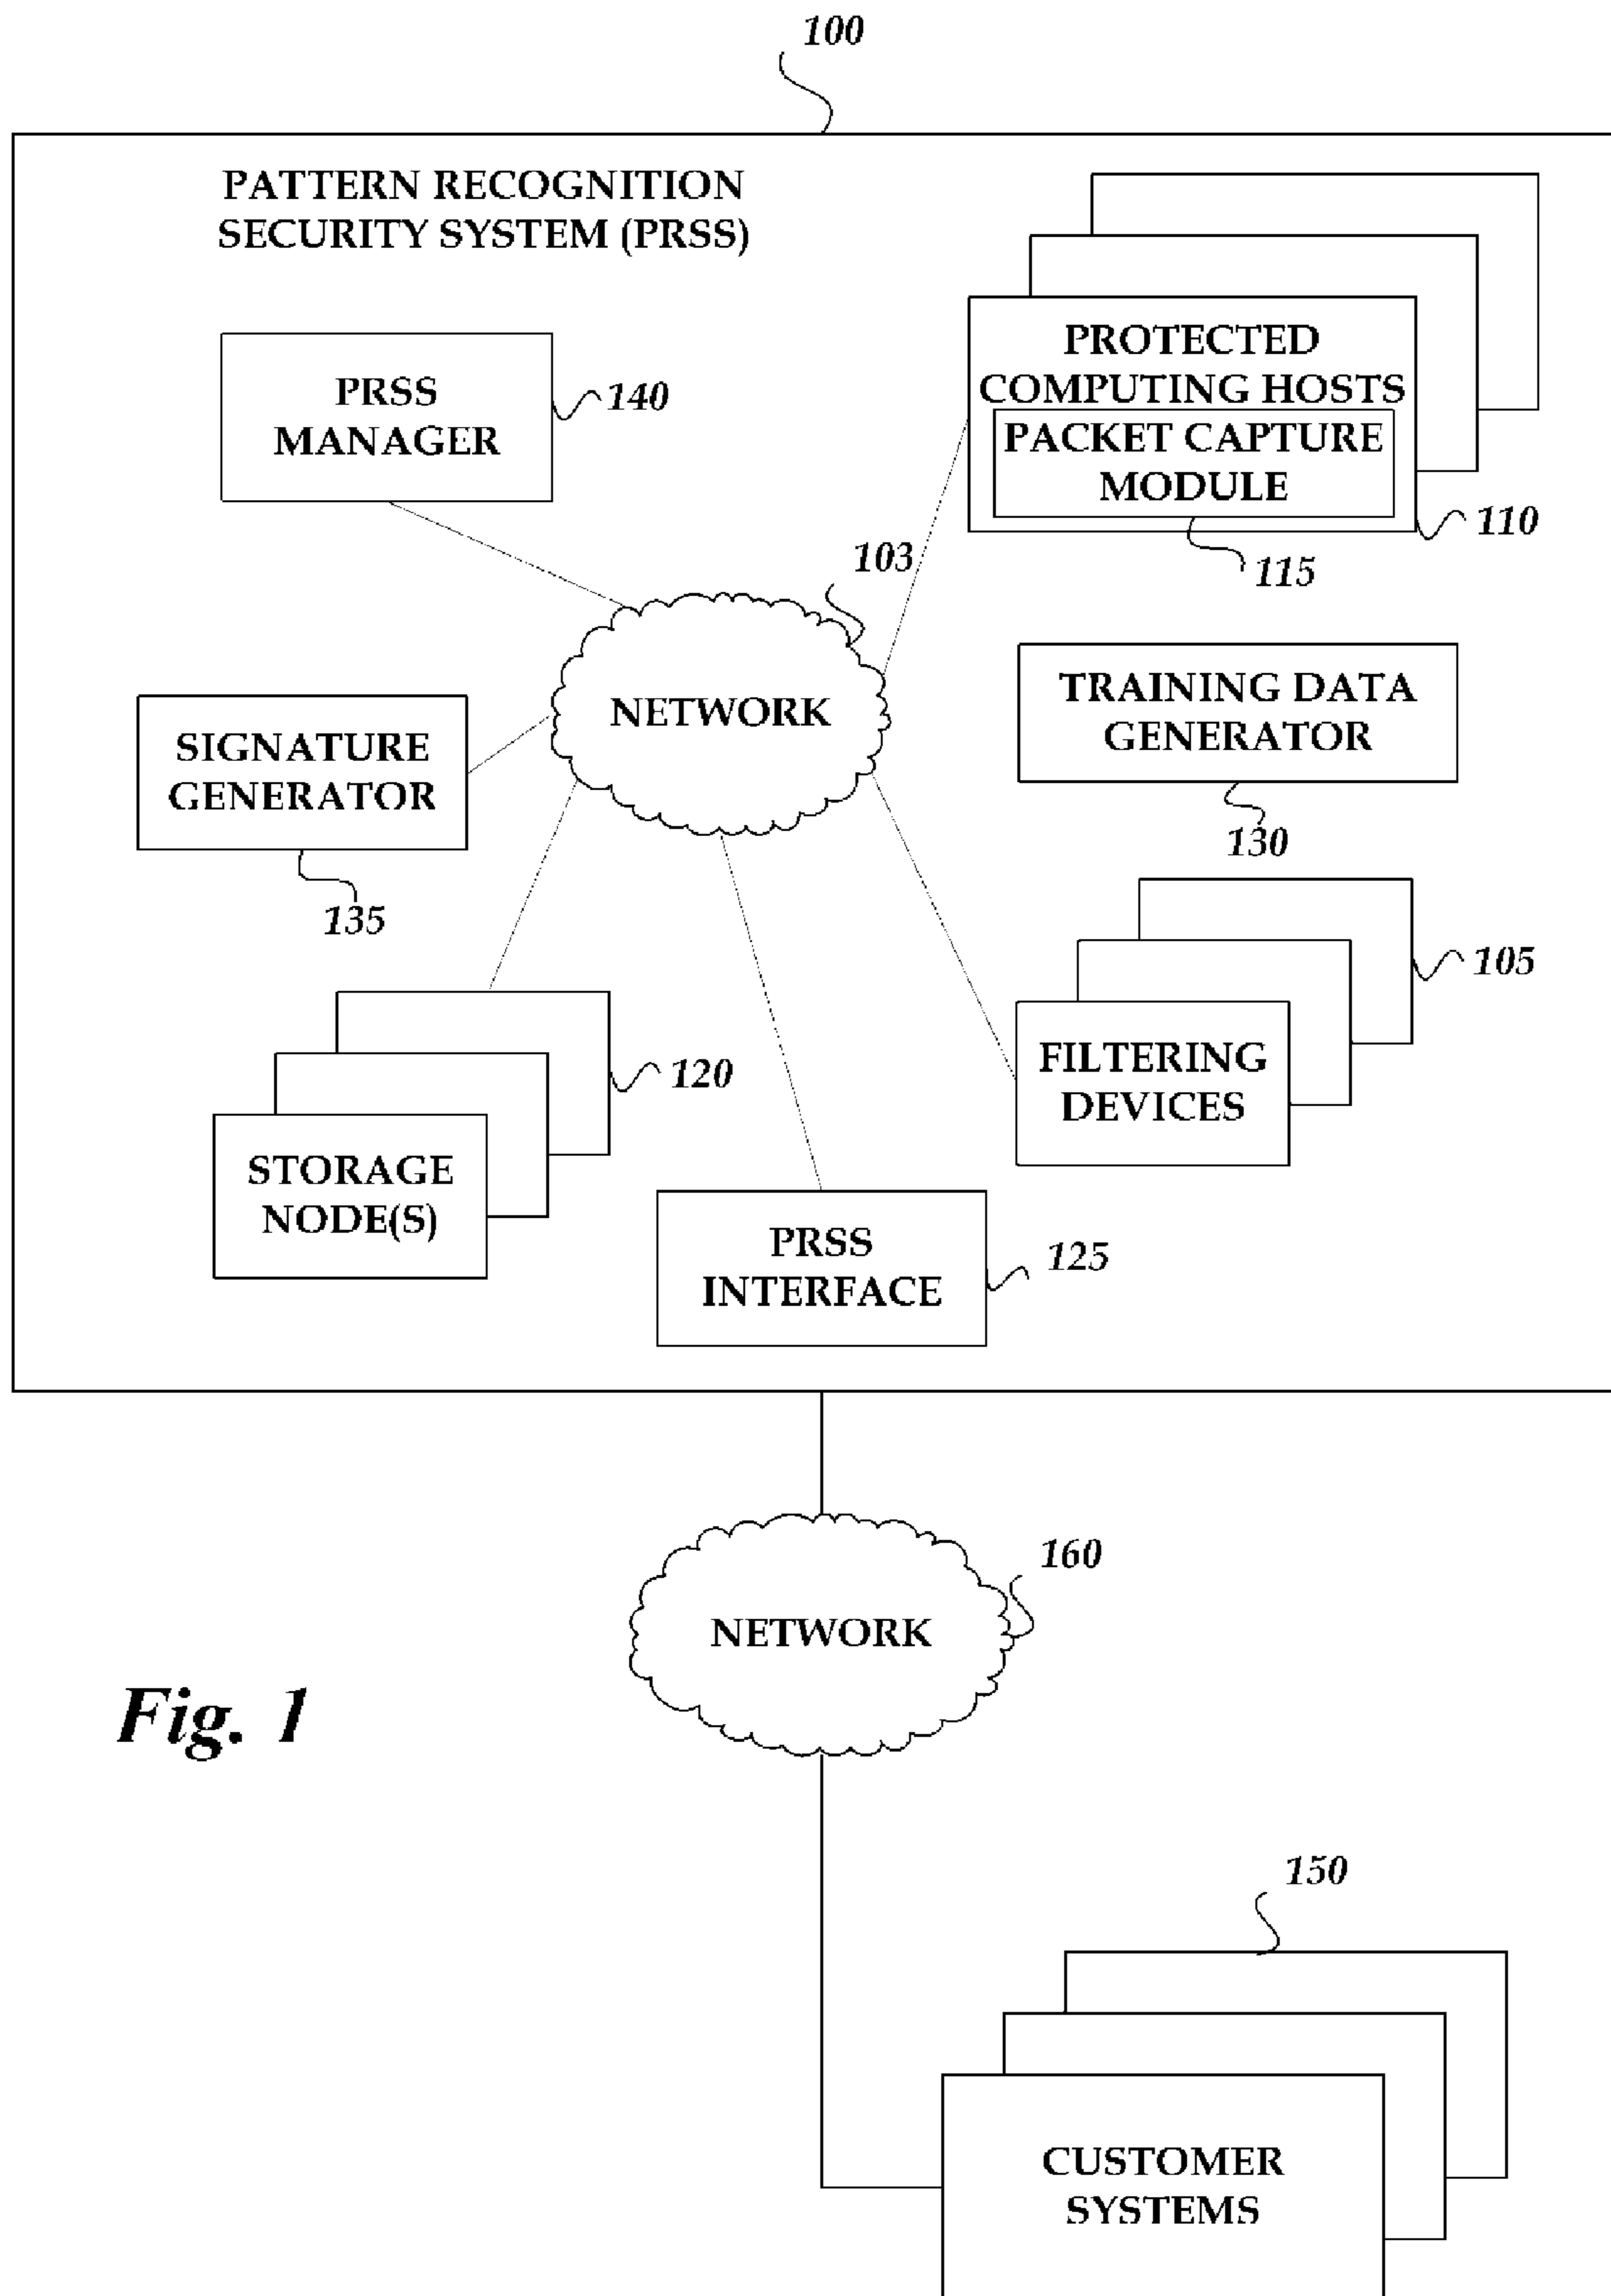 100
PATTERN RECOGNITION
SECURITY SYSTEM (PRSS)
PRSS
MANAGER
140
PROTECTED
COMPUTING HOSTS
PACKET CAPTURE
MODULE
110
115
103
NETWORK
TRAINING DATA
GENERATOR
130
SIGNATURE
GENERATOR
135
105
FILTERING
DEVICES
120
STORAGE
NODE(S)
PRSS
INTERFACE
125
160
NETWORK
Fig. 1
150
CUSTOMER
SYSTEMS